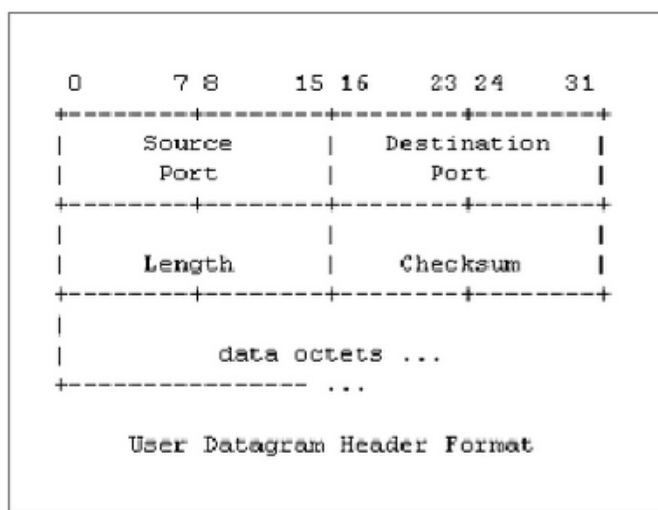 0 7 8 15 16 23 24 31
+--------+--------+--------+--------+
| Source | Destination |
| Port | Port |
+--------+--------+--------+--------+
| | |
| Length | Checksum |
+--------+--------+--------+--------+
|
| data octets ...
+---------------- ...
User Datagram Header Format